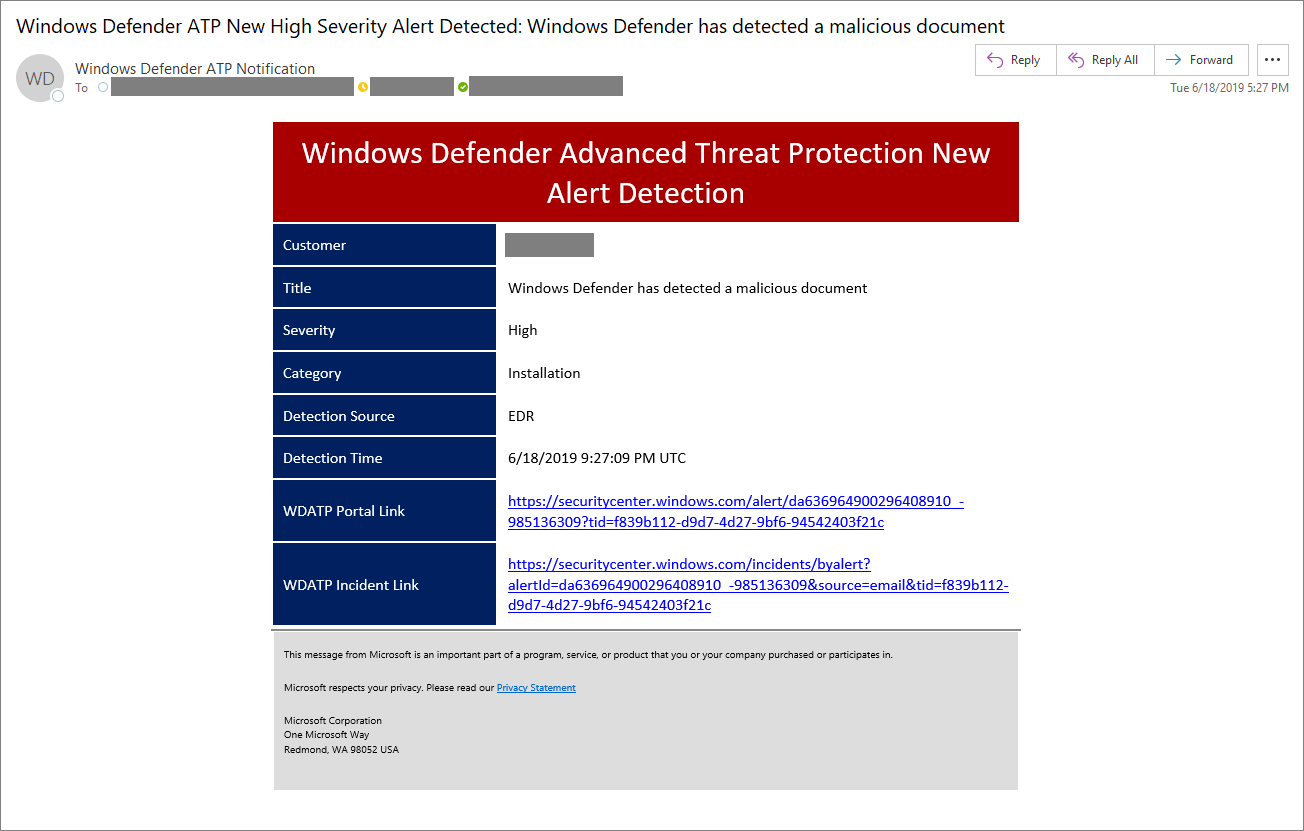 Windows Defender ATP New High Severity Alert Detected: Windows Defender has detected a malicious document
WD
Windows Defender ATP Notification
To
Reply
Reply All
Forward
Tue 6/18/2019 5:27 PM
Windows Defender Advanced Threat Protection New
Alert Detection
Customer
Title
Windows Defender has detected a malicious document
Severity
High
Category
Installation
Detection Source
EDR
Detection Time
6/18/2019 9:27:09 PM UTC
WDATP Portal Link
https://securitycenter.windows.com/alert/da636964900296408910_-
985136309?tid=f839b112-d9d7-4d27-9bf6-94542403f21c
WDATP Incident Link
https://securitycenter.windows.com/incidents/byalert?
alertId=da636964900296408910_-985136309&source=email&tid=f839b112-
d9d7-4d27-9bf6-94542403f21c
This message from Microsoft is an important part of a program, service, or product that you or your company purchased or participates in.
Microsoft respects your privacy. Please read our Privacy Statement
Microsoft Corporation
One Microsoft Way
Redmond, WA 98052 USA